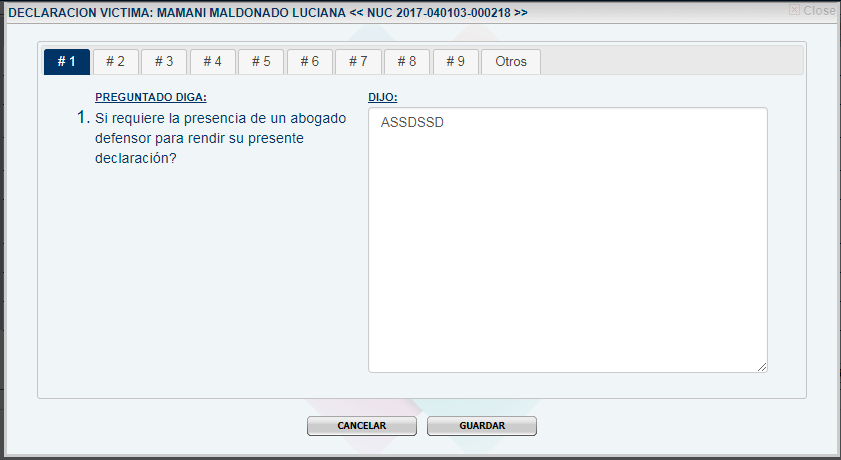 DECLARACION VICTIMA: MAMANI MALDONADO LUCIANA << NUC 2017-040103-000218 >>
Close
# 1 # 2 # 3 # 4 # 5 # 6 # 7 # 8 # 9 Otros
PREGUNTADO DIGA:
1. Si requiere la presencia de un abogado
defensor para rendir su presente
declaración?
DIJO:
ASSDSSD
CANCELAR GUARDAR